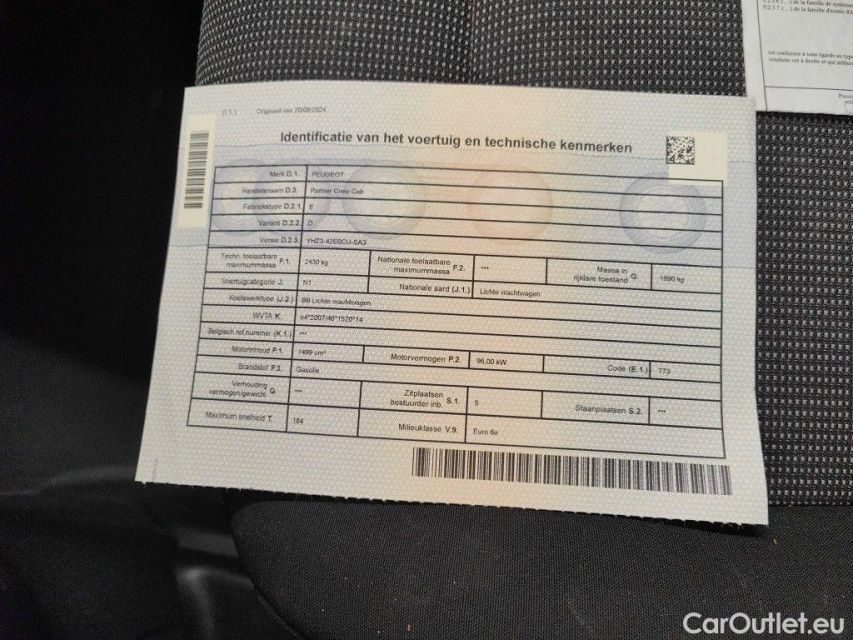 (11)
Origineel van 20/08/2024
Identificatie van het voertuig en technische kenmerken
Merk D.1. PEUGEOT
Handelsnaam D.3. Partner Crew Cab
Fabriekstype D.2.1. E
Variant D.2.2. D
Versie D.2.3. YHZ3-42E0CU-SA3
Techn. toelaatbare maximummassa F.1. 2430 kg Nationale toelaatbare maximummassa F.2. --- Massa in rijklare toestand G. 1690 kg
Voertuigcategorie J. N1 Nationale aard (J.1.) Lichte vrachtwagen
Koetswerktype (J.2.) BB Lichte vrachtwagen
WVTA K. e4*2007/46*1520*14
Belgisch ref.nummer (K.1.) ---
Motorinhoud P.1. 1499 cm³ Motorvermogen P.2. 96,00 kW Code (E.1.) 773
Brandstof P.3. Gasolie
Verhouding vermogen/gewicht Q. --- Zitplaatsen bestuurder inb. S.1. 5 Staanplaatsen S.2. ---
Maximum snelheid T. 184 Milieuklasse V.9. Euro 6e
CarOutlet.eu